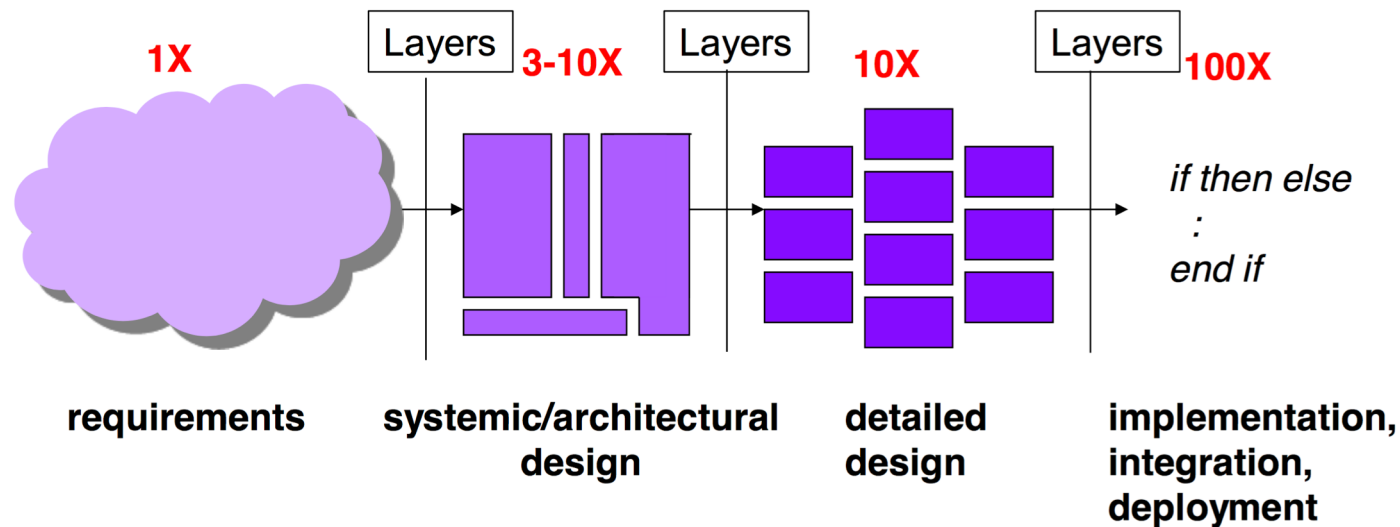 Layers
Layers
Layers
1X
3-10X
10X
100X
if then else
:
end if
requirements
systemic/architectural
design
detailed
design
implementation,
integration,
deployment